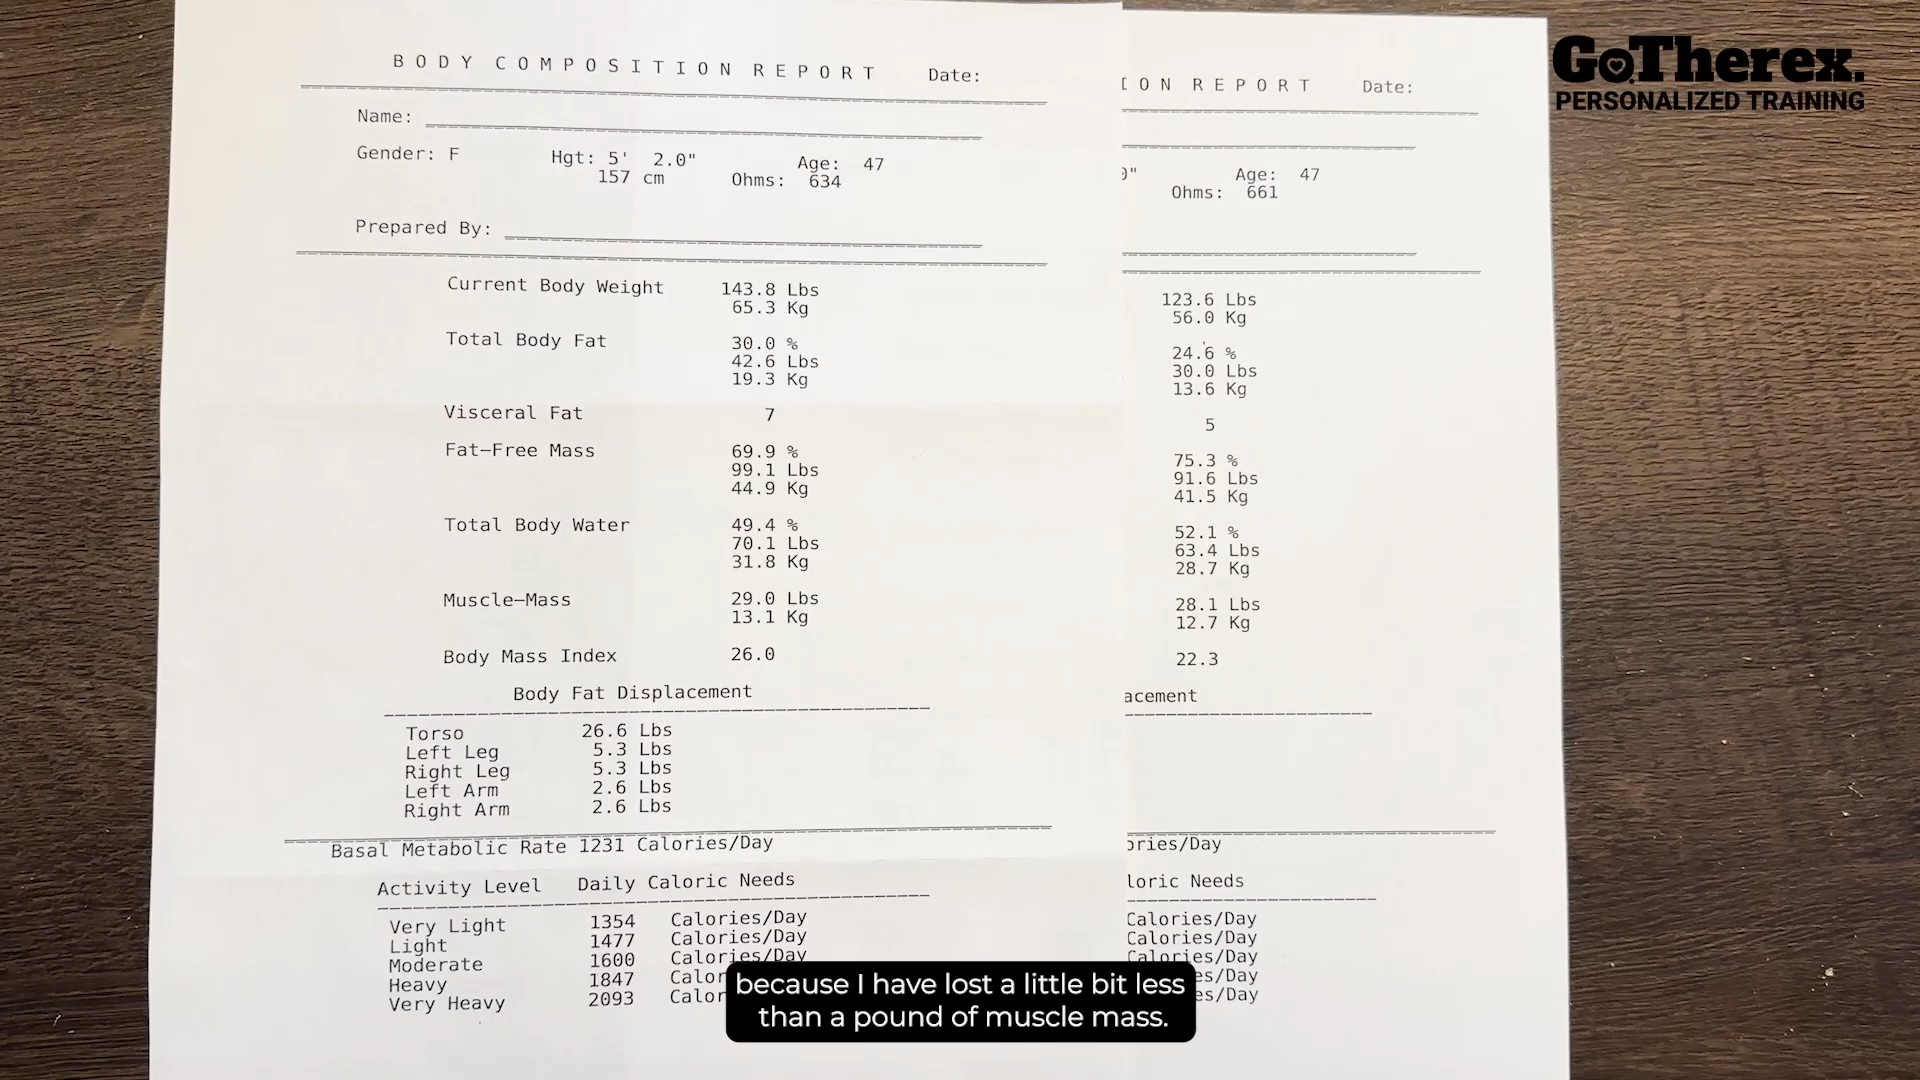 BODY COMPOSITION REPORT Date:
Name:
Gender: F Hgt: 5' 2.0" Age: 47
157 cm Ohms: 634
Prepared By:
Current Body Weight 143.8 Lbs
65.3 Kg
Total Body Fat 30.0 %
42.6 Lbs
19.3 Kg
Visceral Fat 7
Fat-Free Mass 69.9 %
99.1 Lbs
44.9 Kg
Total Body Water 49.4 %
70.1 Lbs
31.8 Kg
Muscle-Mass 29.0 Lbs
13.1 Kg
Body Mass Index 26.0
Body Fat Displacement
Torso 26.6 Lbs
Left Leg 5.3 Lbs
Right Leg 5.3 Lbs
Left Arm 2.6 Lbs
Right Arm 2.6 Lbs
Basal Metabolic Rate 1231 Calories/Day
Activity Level Daily Caloric Needs
Very Light 1354 Calories/Day
Light 1477 Calories/Day
Moderate 1600 Calories/Day
Heavy 1847 Calor
Very Heavy 2093 Calor
ION REPORT Date:
0" Age: 47
Ohms: 661
123.6 Lbs
56.0 Kg
24.6 %
30.0 Lbs
13.6 Kg
5
75.3 %
91.6 Lbs
41.5 Kg
52.1 %
63.4 Lbs
28.7 Kg
28.1 Lbs
12.7 Kg
22.3
acement
ories/Day
loric Needs
Calories/Day
Calories/Day
Calories/Day
es/Day
es/Day
GoTherex.
PERSONALIZED TRAINING
because I have lost a little bit less
than a pound of muscle mass.